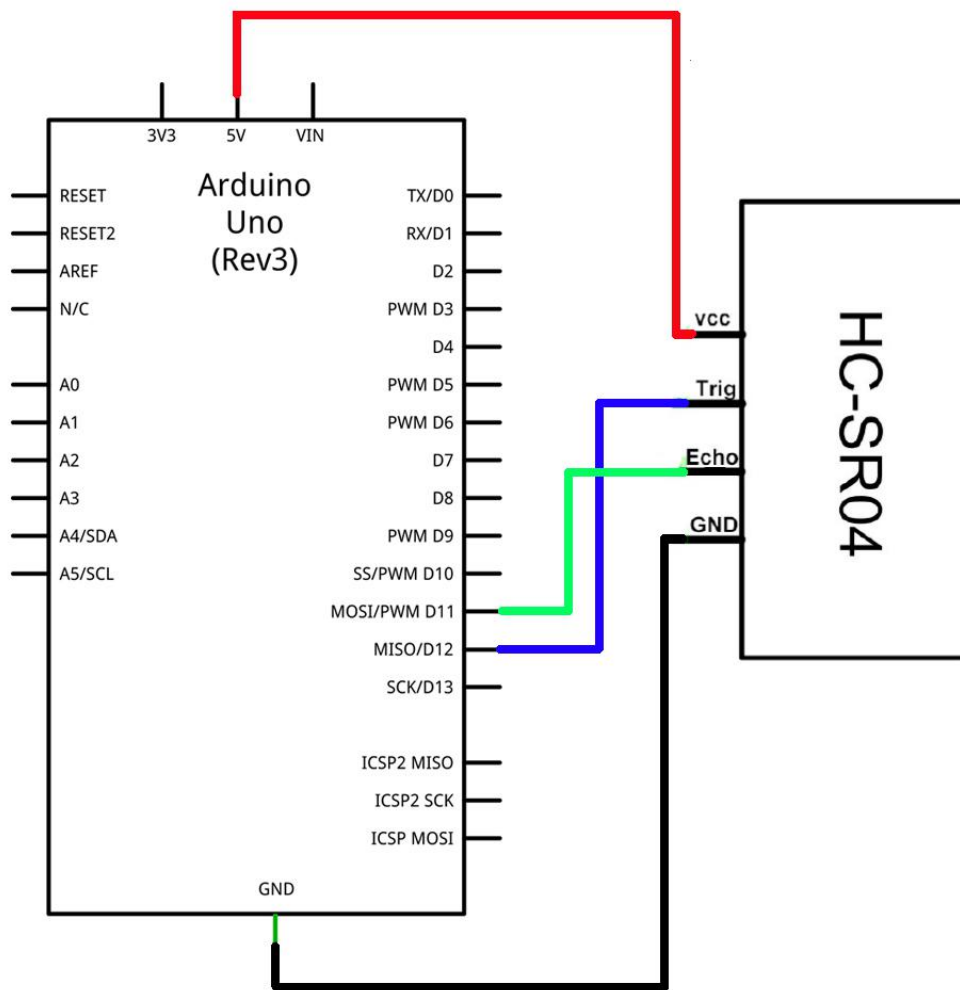 3V3
5V
VIN
Arduino
Uno
(Rev3)
RESET
RESET2
AREF
N/C
A0
A1
A2
A3
A4/SDA
A5/SCL
TX/D0
RX/D1
D2
PWM D3
D4
PWM D5
PWM D6
D7
D8
PWM D9
SS/PWM D10
MOSI/PWM D11
MISO/D12
SCK/D13
ICSP2 MISO
ICSP2 SCK
ICSP MOSI
GND
vcc
Trig
Echo
GND
HC-SR04